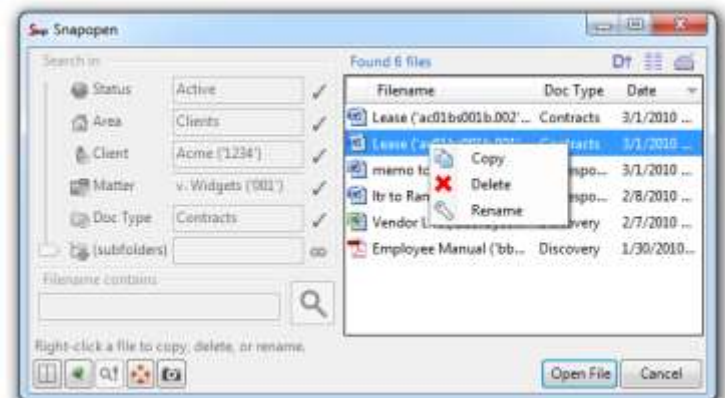 Snap Snapopen
Search in
Found 6 files
D↑
Status Active
Area Clients
Client Acme ('1234')
Matter v. Widgets ('001')
Doc Type Contracts
(subfolders)
Filename contains
Filename Doc Type Date
Lease ('ac01bs001b.002'... Contracts 3/1/2010 ...
Lease 3/1/2010 ...
memo to 3/1/2010 ...
ltr to Ran 2/8/2010 ...
Vendor 2/7/2010 ...
Employee Manual ('bb... Discovery 1/30/2010...
Copy
Delete
Rename
Right-click a file to copy, delete, or rename.
Open File Cancel